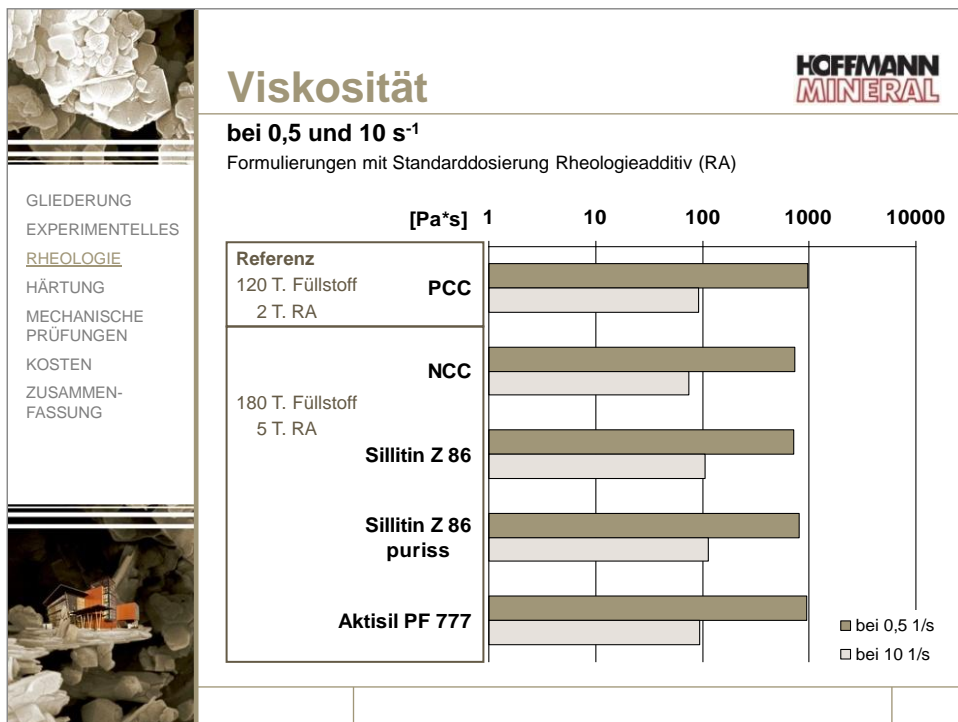 Viskosität
HOFFMANN
MINERAL
bei 0,5 und 10 s-1
Formulierungen mit Standarddosierung Rheologieadditiv (RA)
GLIEDERUNG
EXPERIMENTELLES
RHEOLOGIE
HÄRTUNG
MECHANISCHE
PRÜFUNGEN
KOSTEN
ZUSAMMEN-
FASSUNG
[Pa*s] 1 10 100 1000 10000
Referenz
120 T. Füllstoff
2 T. RA
PCC
NCC
180 T. Füllstoff
5 T. RA
Sillitin Z 86
Sillitin Z 86
puriss
Aktisil PF 777
bei 0,5 1/s
bei 10 1/s